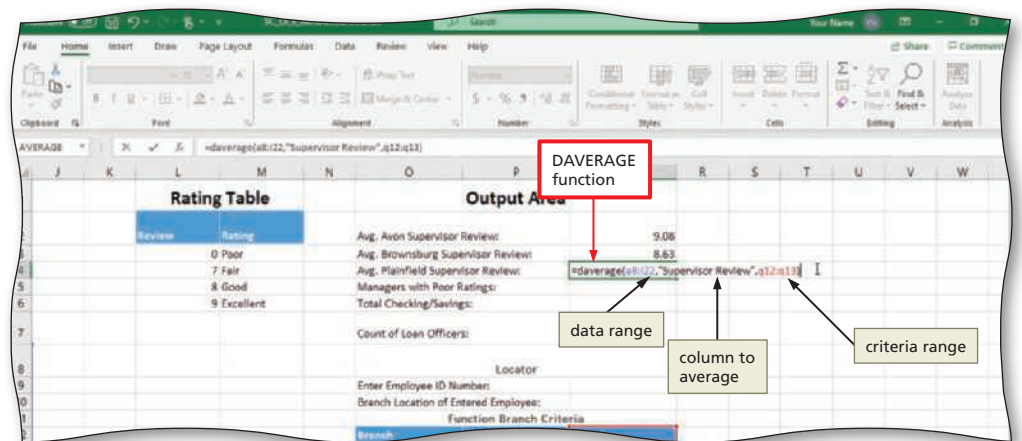 Search
Your Name
File Home Insert Draw Page Layout Formulas Data Review View Help
Share Comment
Wrap Text
Merge & Center
Conditional Formatting
Format as Table
Cell Styles
Insert Delete Format
Sort & Filter
Find & Select
Analyze Data
Clipboard Font Alignment Number Styles Cells Editing Analysis
AVERAGE =daverage(a8:i22,"Supervisor Review",q12:q13)
J K L M N O P R S T U V W
DAVERAGE
function
Rating Table
Output Area
Review Rating
Avg. Avon Supervisor Review: 9.08
0 Poor Avg. Brownsburg Supervisor Review: 8.63
7 Fair Avg. Plainfield Supervisor Review: =daverage(a8:i22,"Supervisor Review",q12:q13)
8 Good Managers with Poor Ratings:
9 Excellent Total Checking/Savings:
Count of Loan Officers:
data range
column to
average
criteria range
Locator
Enter Employee ID Number:
Branch Location of Entered Employee:
Function Branch Criteria
Branch